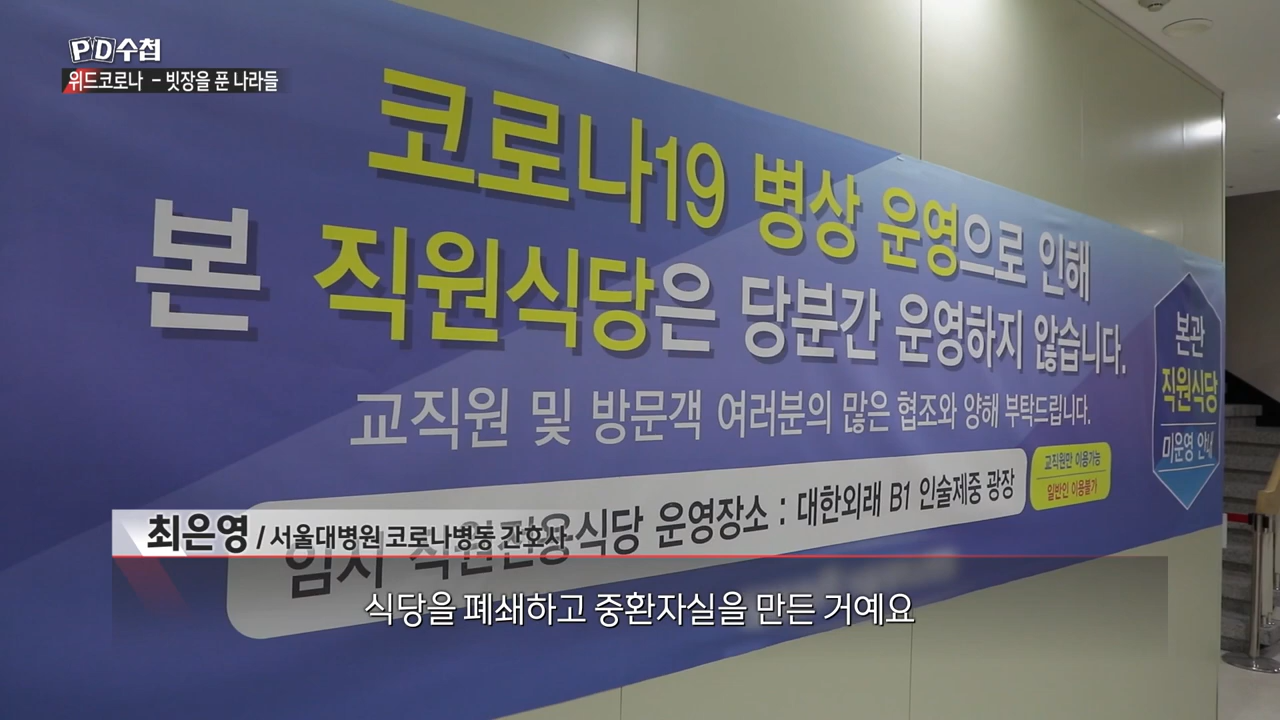 PD수첩
위드코로나 - 빗장을 푼 나라들
코로나19 병상 운영으로 인해
본 직원식당은 당분간 운영하지 않습니다.
교직원 및 방문객 여러분의 많은 협조와 양해 부탁드립니다.
임시 직원전용식당 운영장소 : 대한외래 B1 인술제중 광장
교직원만 이용가능
일반인 이용불가
본관
직원식당
미운영 안내
최은영 / 서울대병원 코로나병동 간호사
식당을 폐쇄하고 중환자실을 만든 거예요